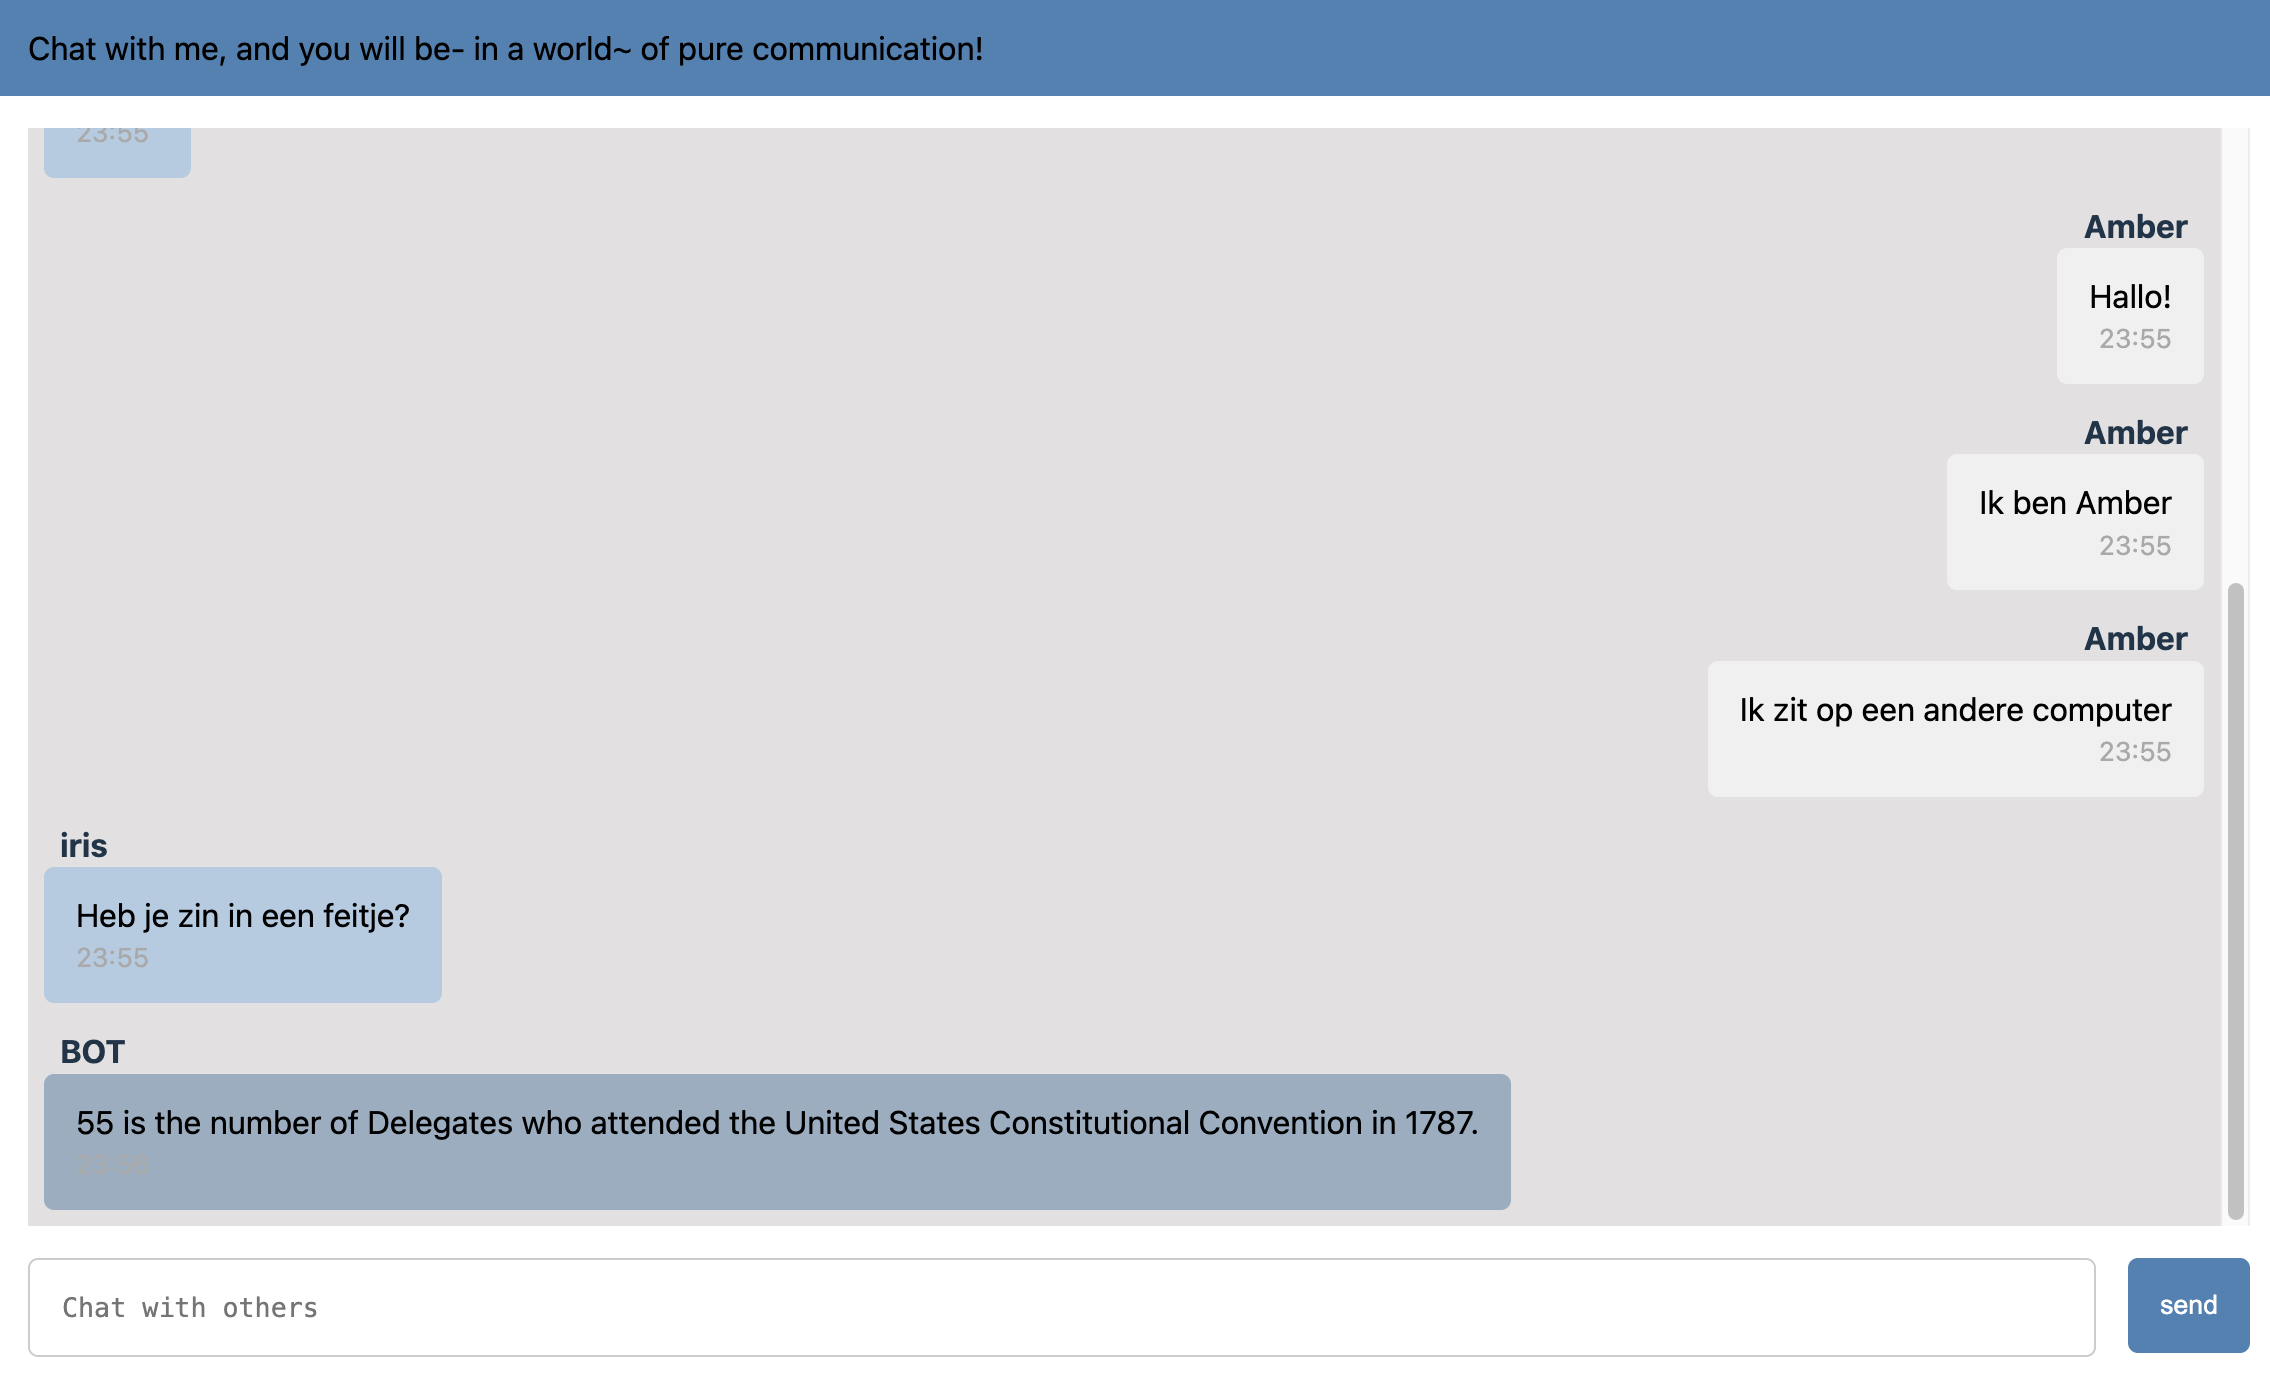 Chat with me, and you will be- in a world~ of pure communication!
23:55
Amber
Hallo!
23:55
Amber
Ik ben Amber
23:55
Amber
Ik zit op een andere computer
23:55
iris
Heb je zin in een feitje?
23:55
BOT
55 is the number of Delegates who attended the United States Constitutional Convention in 1787.
Chat with others
send